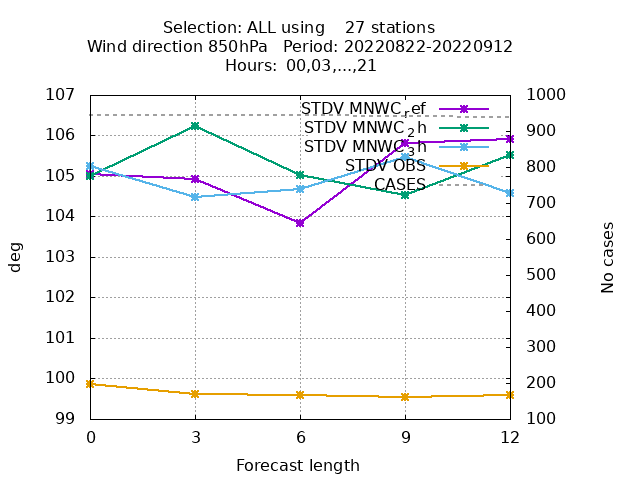 Selection: ALL using 27 stations
Wind direction 850hPa Period: 20220822-20220912
Hours: 00,03,...,21
107
106
105
104
103
102
101
100
99
1000
900
800
700
600
500
400
300
200
100
STDV MNWC_ref
STDV MNWC_2h
STDV MNWC_3h
STDV OBS
CASES
deg
No cases
0 3 6 9 12
Forecast length